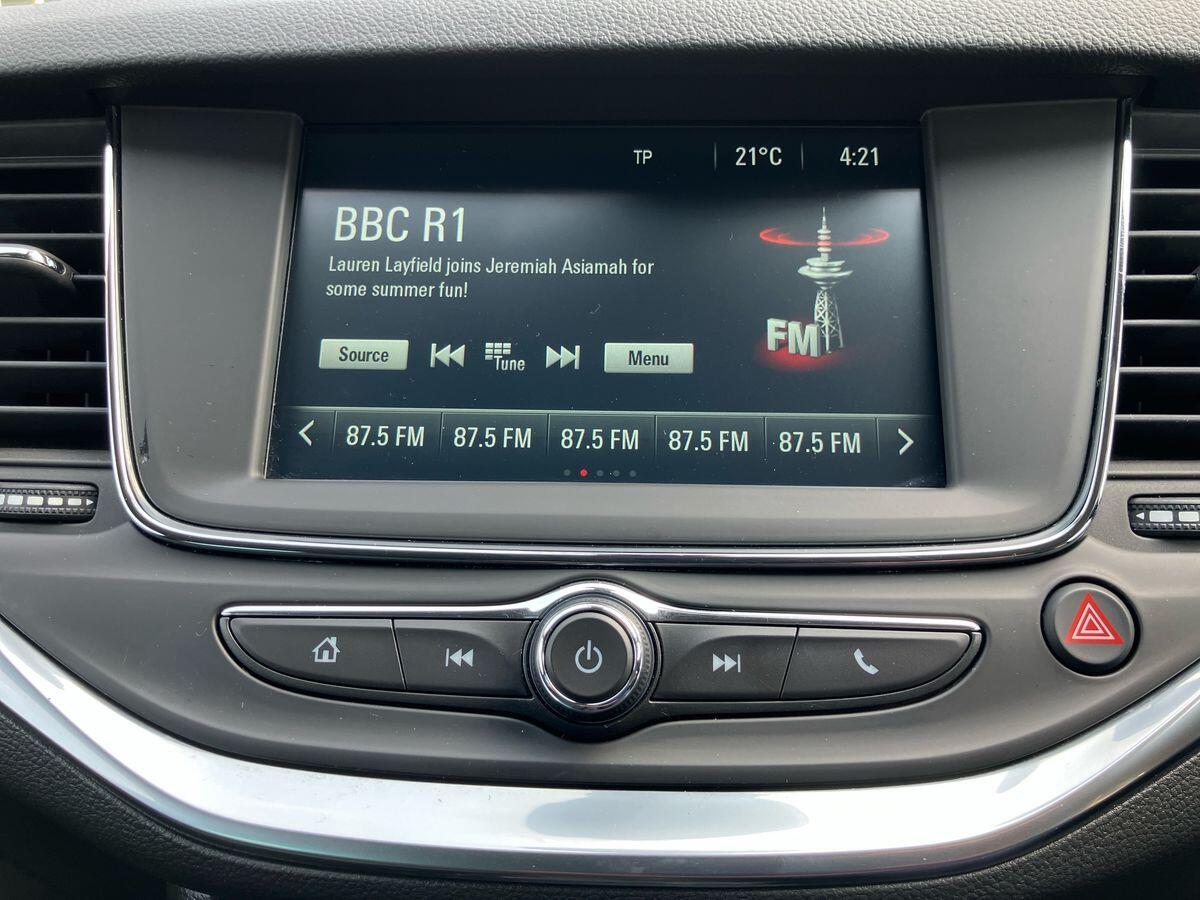 TP 21°C 4:21
BBC R1
Lauren Layfield joins Jeremiah Asiamah for
some summer fun!
FM
Source Tune Menu
87.5 FM 87.5 FM 87.5 FM 87.5 FM 87.5 FM